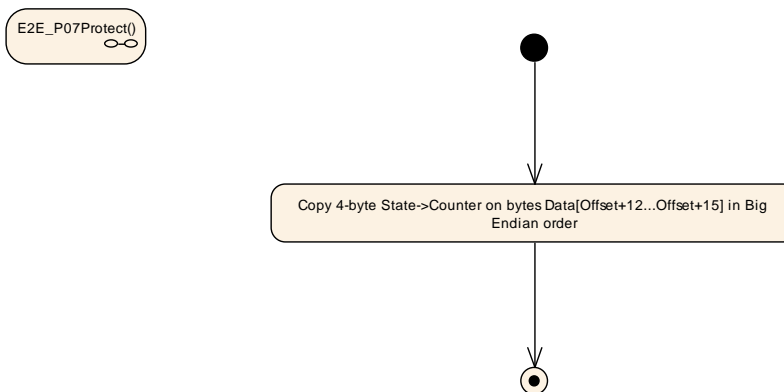 E2E_P07Protect()
Copy 4-byte State->Counter on bytes Data[Offset+12...Offset+15] in Big
Endian order